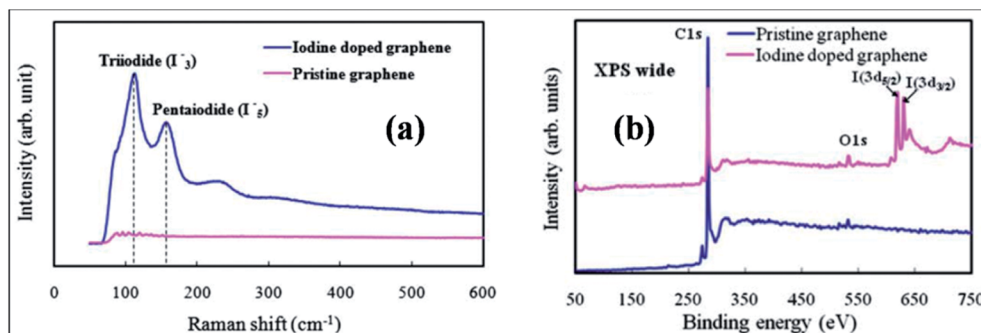 Iodine doped graphene
Pristine graphene
Triiodide (I⁻₃)
Pentaiodide (I⁻₅)
(a)
Intensity (arb. unit)
0 100 200 300 400 500 600
Raman shift (cm⁻¹)
C1s
Pristine graphene
Iodine doped graphene
XPS wide
I(3d₅/₂)
I(3d₃/₂)
(b)
O1s
Intensity (arb. units)
50 150 250 350 450 550 650 750
Binding energy (eV)